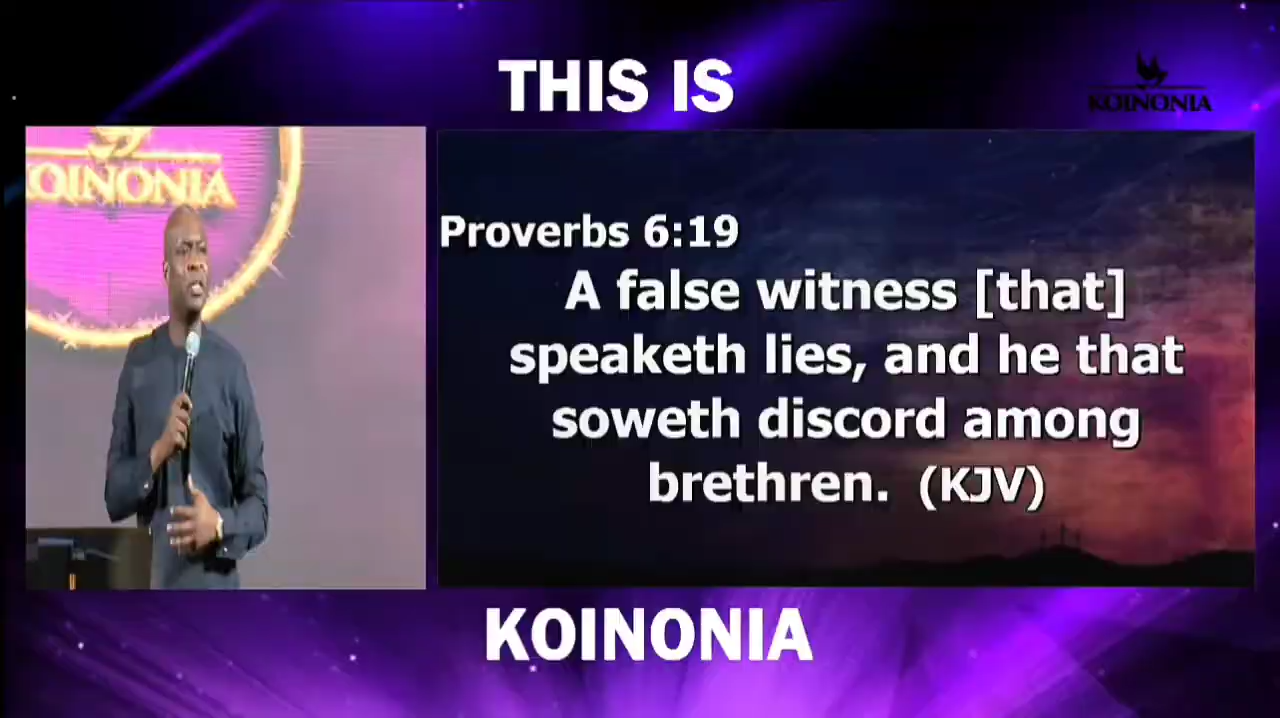 THIS IS
KOINONIA
KOINONIA
Proverbs 6:19
A false witness [that]
speaketh lies, and he that
soweth discord among
brethren. (KJV)
KOINONIA